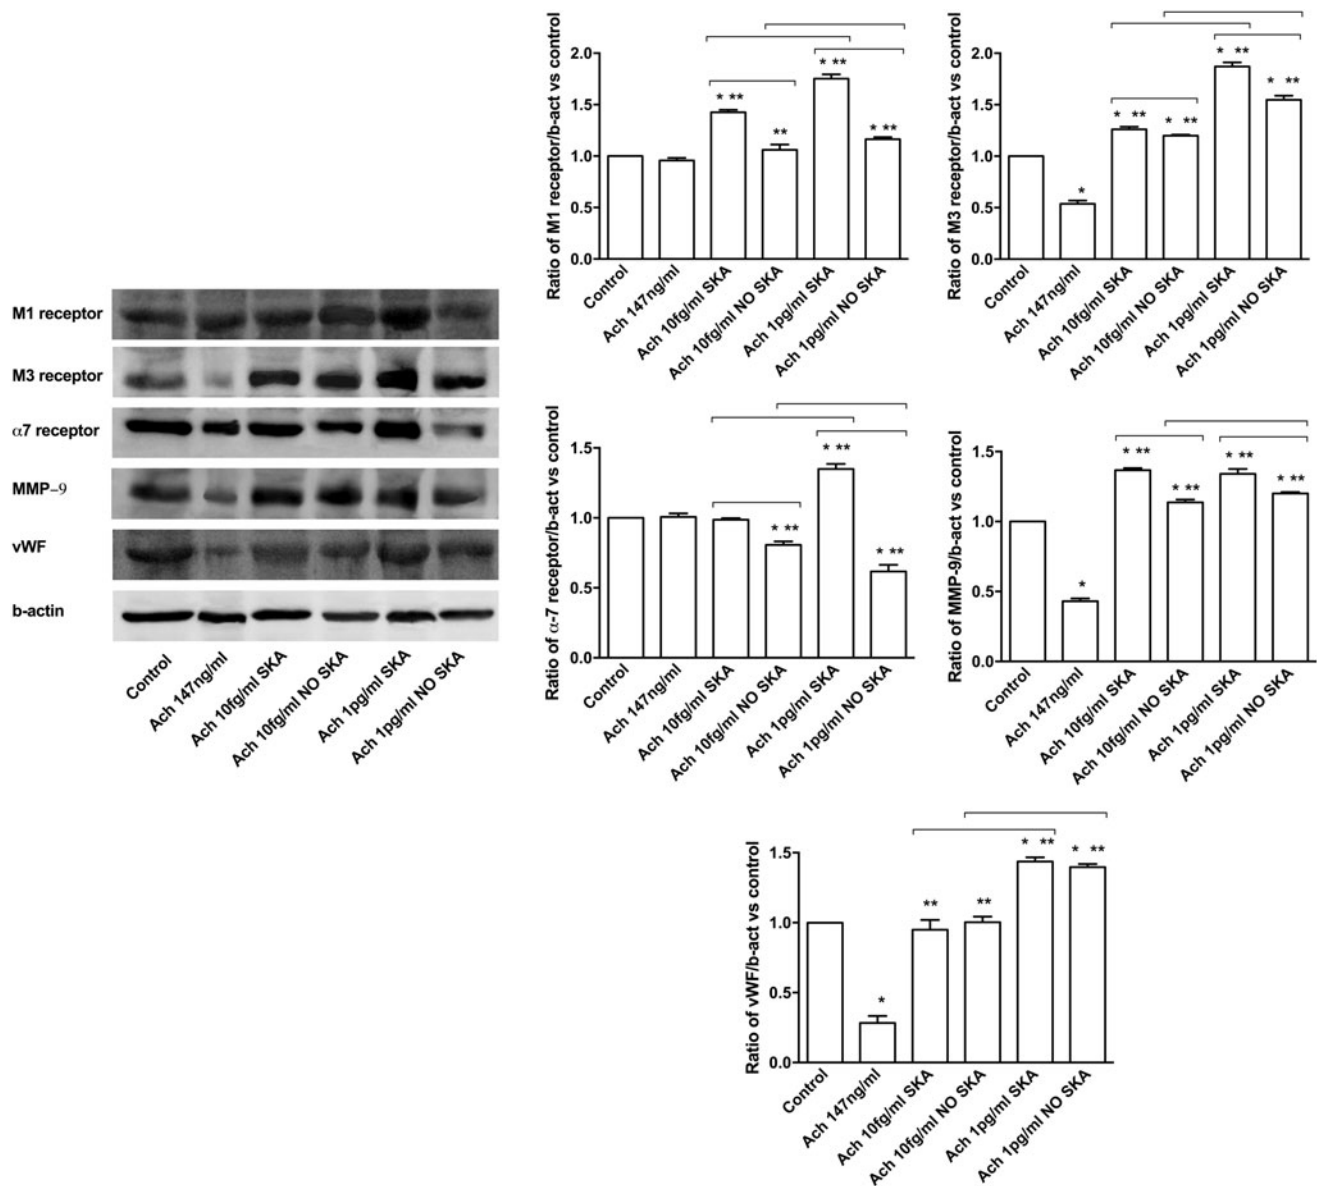 M1 receptor
M3 receptor
α7 receptor
MMP–9
vWF
b-actin
Control
Ach 147ng/ml
Ach 10fg/ml SKA
Ach 10fg/ml NO SKA
Ach 1pg/ml SKA
Ach 1pg/ml NO SKA
Ratio of M1 receptor/b-act vs control
2.0
1.5
1.0
0.5
0.0
* **
**
* **
* **
Control
Ach 147ng/ml
Ach 10fg/ml SKA
Ach 10fg/ml NO SKA
Ach 1pg/ml SKA
Ach 1pg/ml NO SKA
Ratio of M3 receptor/b-act vs control
2.0
1.5
1.0
0.5
0.0
*
* **
* **
* **
* **
Control
Ach 147ng/ml
Ach 10fg/ml SKA
Ach 10fg/ml NO SKA
Ach 1pg/ml SKA
Ach 1pg/ml NO SKA
Ratio of α-7 receptor/b-act vs control
1.5
1.0
0.5
0.0
* **
* **
* **
Control
Ach 147ng/ml
Ach 10fg/ml SKA
Ach 10fg/ml NO SKA
Ach 1pg/ml SKA
Ach 1pg/ml NO SKA
Ratio of MMP-9/b-act vs control
1.5
1.0
0.5
0.0
*
* **
* **
* **
* **
Control
Ach 147ng/ml
Ach 10fg/ml SKA
Ach 10fg/ml NO SKA
Ach 1pg/ml SKA
Ach 1pg/ml NO SKA
Ratio of vWF/b-act vs control
1.5
1.0
0.5
0.0
*
**
**
* **
* **
Control
Ach 147ng/ml
Ach 10fg/ml SKA
Ach 10fg/ml NO SKA
Ach 1pg/ml SKA
Ach 1pg/ml NO SKA